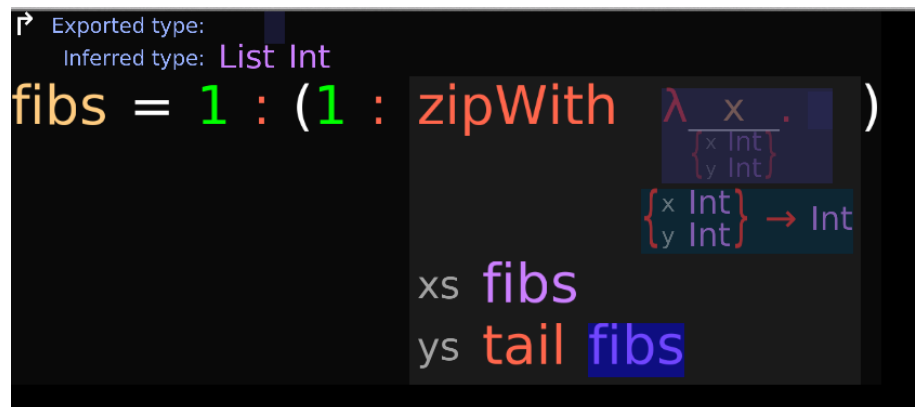 Exported type:
Inferred type: List Int
fibs = 1 : (1 : zipWith λ x . )
{x Int
y Int}
{x Int
y Int} → Int
xs fibs
ys tail fibs